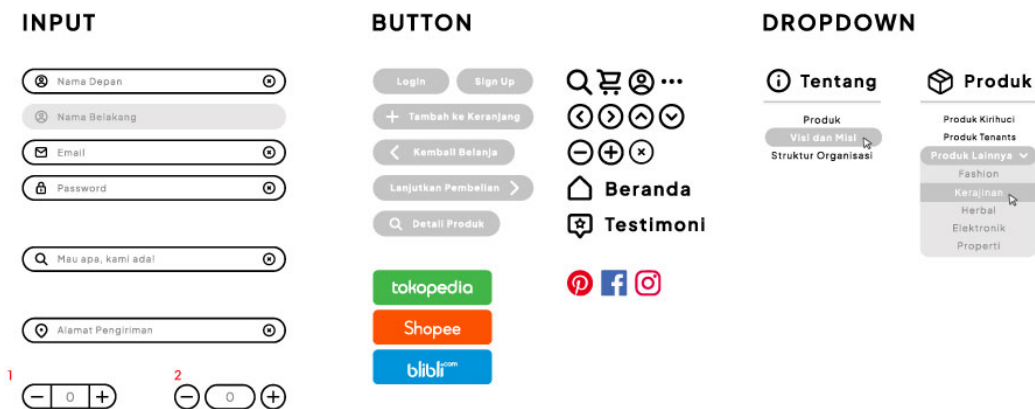 INPUT
Nama Depan
Nama Belakang
Email
Password
Mau apa, kami ada!
Alamat Pengiriman
1
0
2
0
BUTTON
Login
Sign Up
Tambah ke Keranjang
Kembali Belanja
Lanjutkan Pembelian
Detail Produk
tokopedia
Shopee
blibli.com
Beranda
Testimoni
DROPDOWN
Tentang
Produk
Visi dan Misi
Struktur Organisasi
Produk
Produk Kirihuci
Produk Tenants
Produk Lainnya
Fashion
Kerajinan
Herbal
Elektronik
Properti